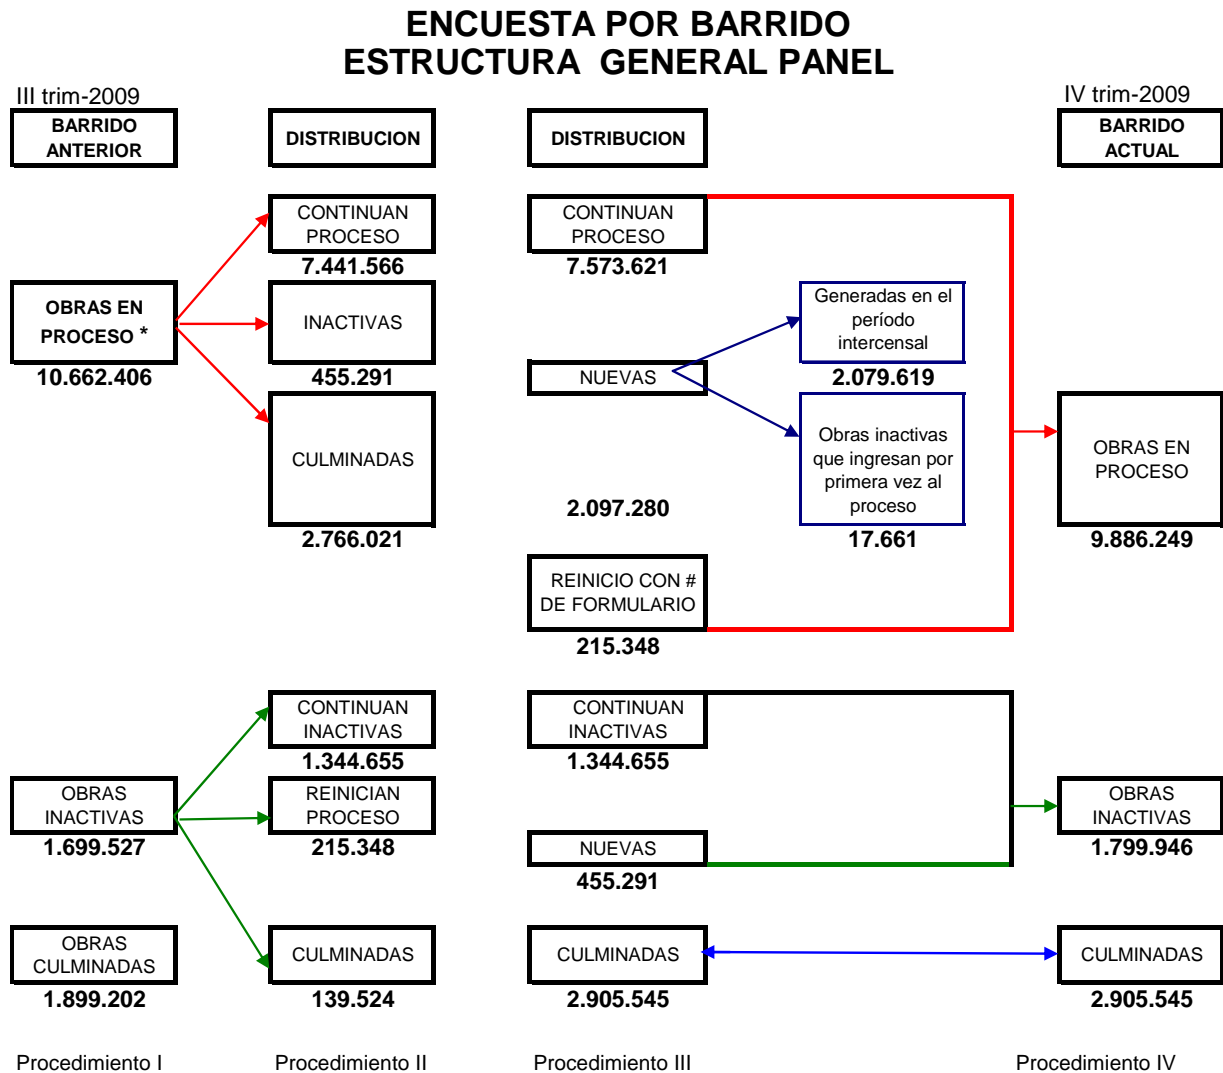 ENCUESTA POR BARRIDO
ESTRUCTURA GENERAL PANEL
III trim-2009
IV trim-2009
BARRIDO
ANTERIOR
DISTRIBUCION
DISTRIBUCION
BARRIDO
ACTUAL
CONTINUAN
PROCESO
7.441.566
CONTINUAN
PROCESO
7.573.621
OBRAS EN
PROCESO *
10.662.406
INACTIVAS
455.291
NUEVAS
2.097.280
Generadas en el
período
intercensal
2.079.619
CULMINADAS
2.766.021
Obras inactivas
que ingresan por
primera vez al
proceso
17.661
OBRAS EN
PROCESO
9.886.249
REINICIO CON #
DE FORMULARIO
215.348
CONTINUAN
INACTIVAS
1.344.655
CONTINUAN
INACTIVAS
1.344.655
OBRAS
INACTIVAS
1.699.527
REINICIAN
PROCESO
215.348
NUEVAS
455.291
OBRAS
INACTIVAS
1.799.946
OBRAS
CULMINADAS
1.899.202
CULMINADAS
139.524
CULMINADAS
2.905.545
CULMINADAS
2.905.545
Procedimiento I
Procedimiento II
Procedimiento III
Procedimiento IV